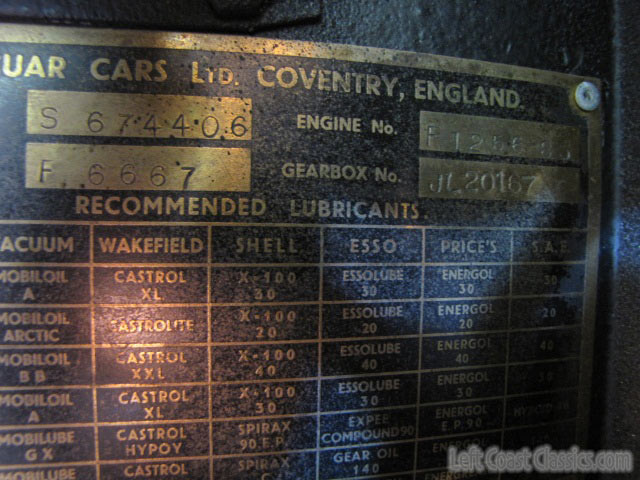 UAR CARS LTD. COVENTRY, ENGLAND.
S 674406 ENGINE No.
F 6667 GEARBOX No. JL20167
RECOMMENDED LUBRICANTS.
VACUUM WAKEFIELD SHELL ESSO PRICE'S S.A.E
MOBILOIL A CASTROL XL X-100 30 ESSOLUBE 30 ENERGOL 30 30
MOBILOIL ARCTIC CASTROLITE X-100 20 ESSOLUBE 20 ENERGOL 20 20
MOBILOIL BB CASTROL XXL X-100 40 ESSOLUBE 40 ENERGOL 40 40
MOBILOIL A CASTROL XL X-100 30 ESSOLUBE 30 ENERGOL 30 30
MOBILUBE GX CASTROL HYPOY SPIRAX 90.E.P. EXPEE COMPOUND 90 ENERGOL E.P.90
MOBILUBE CASTROL SPIRAX GEAR OIL 140 ENERGOL
Left Coast Classics.com